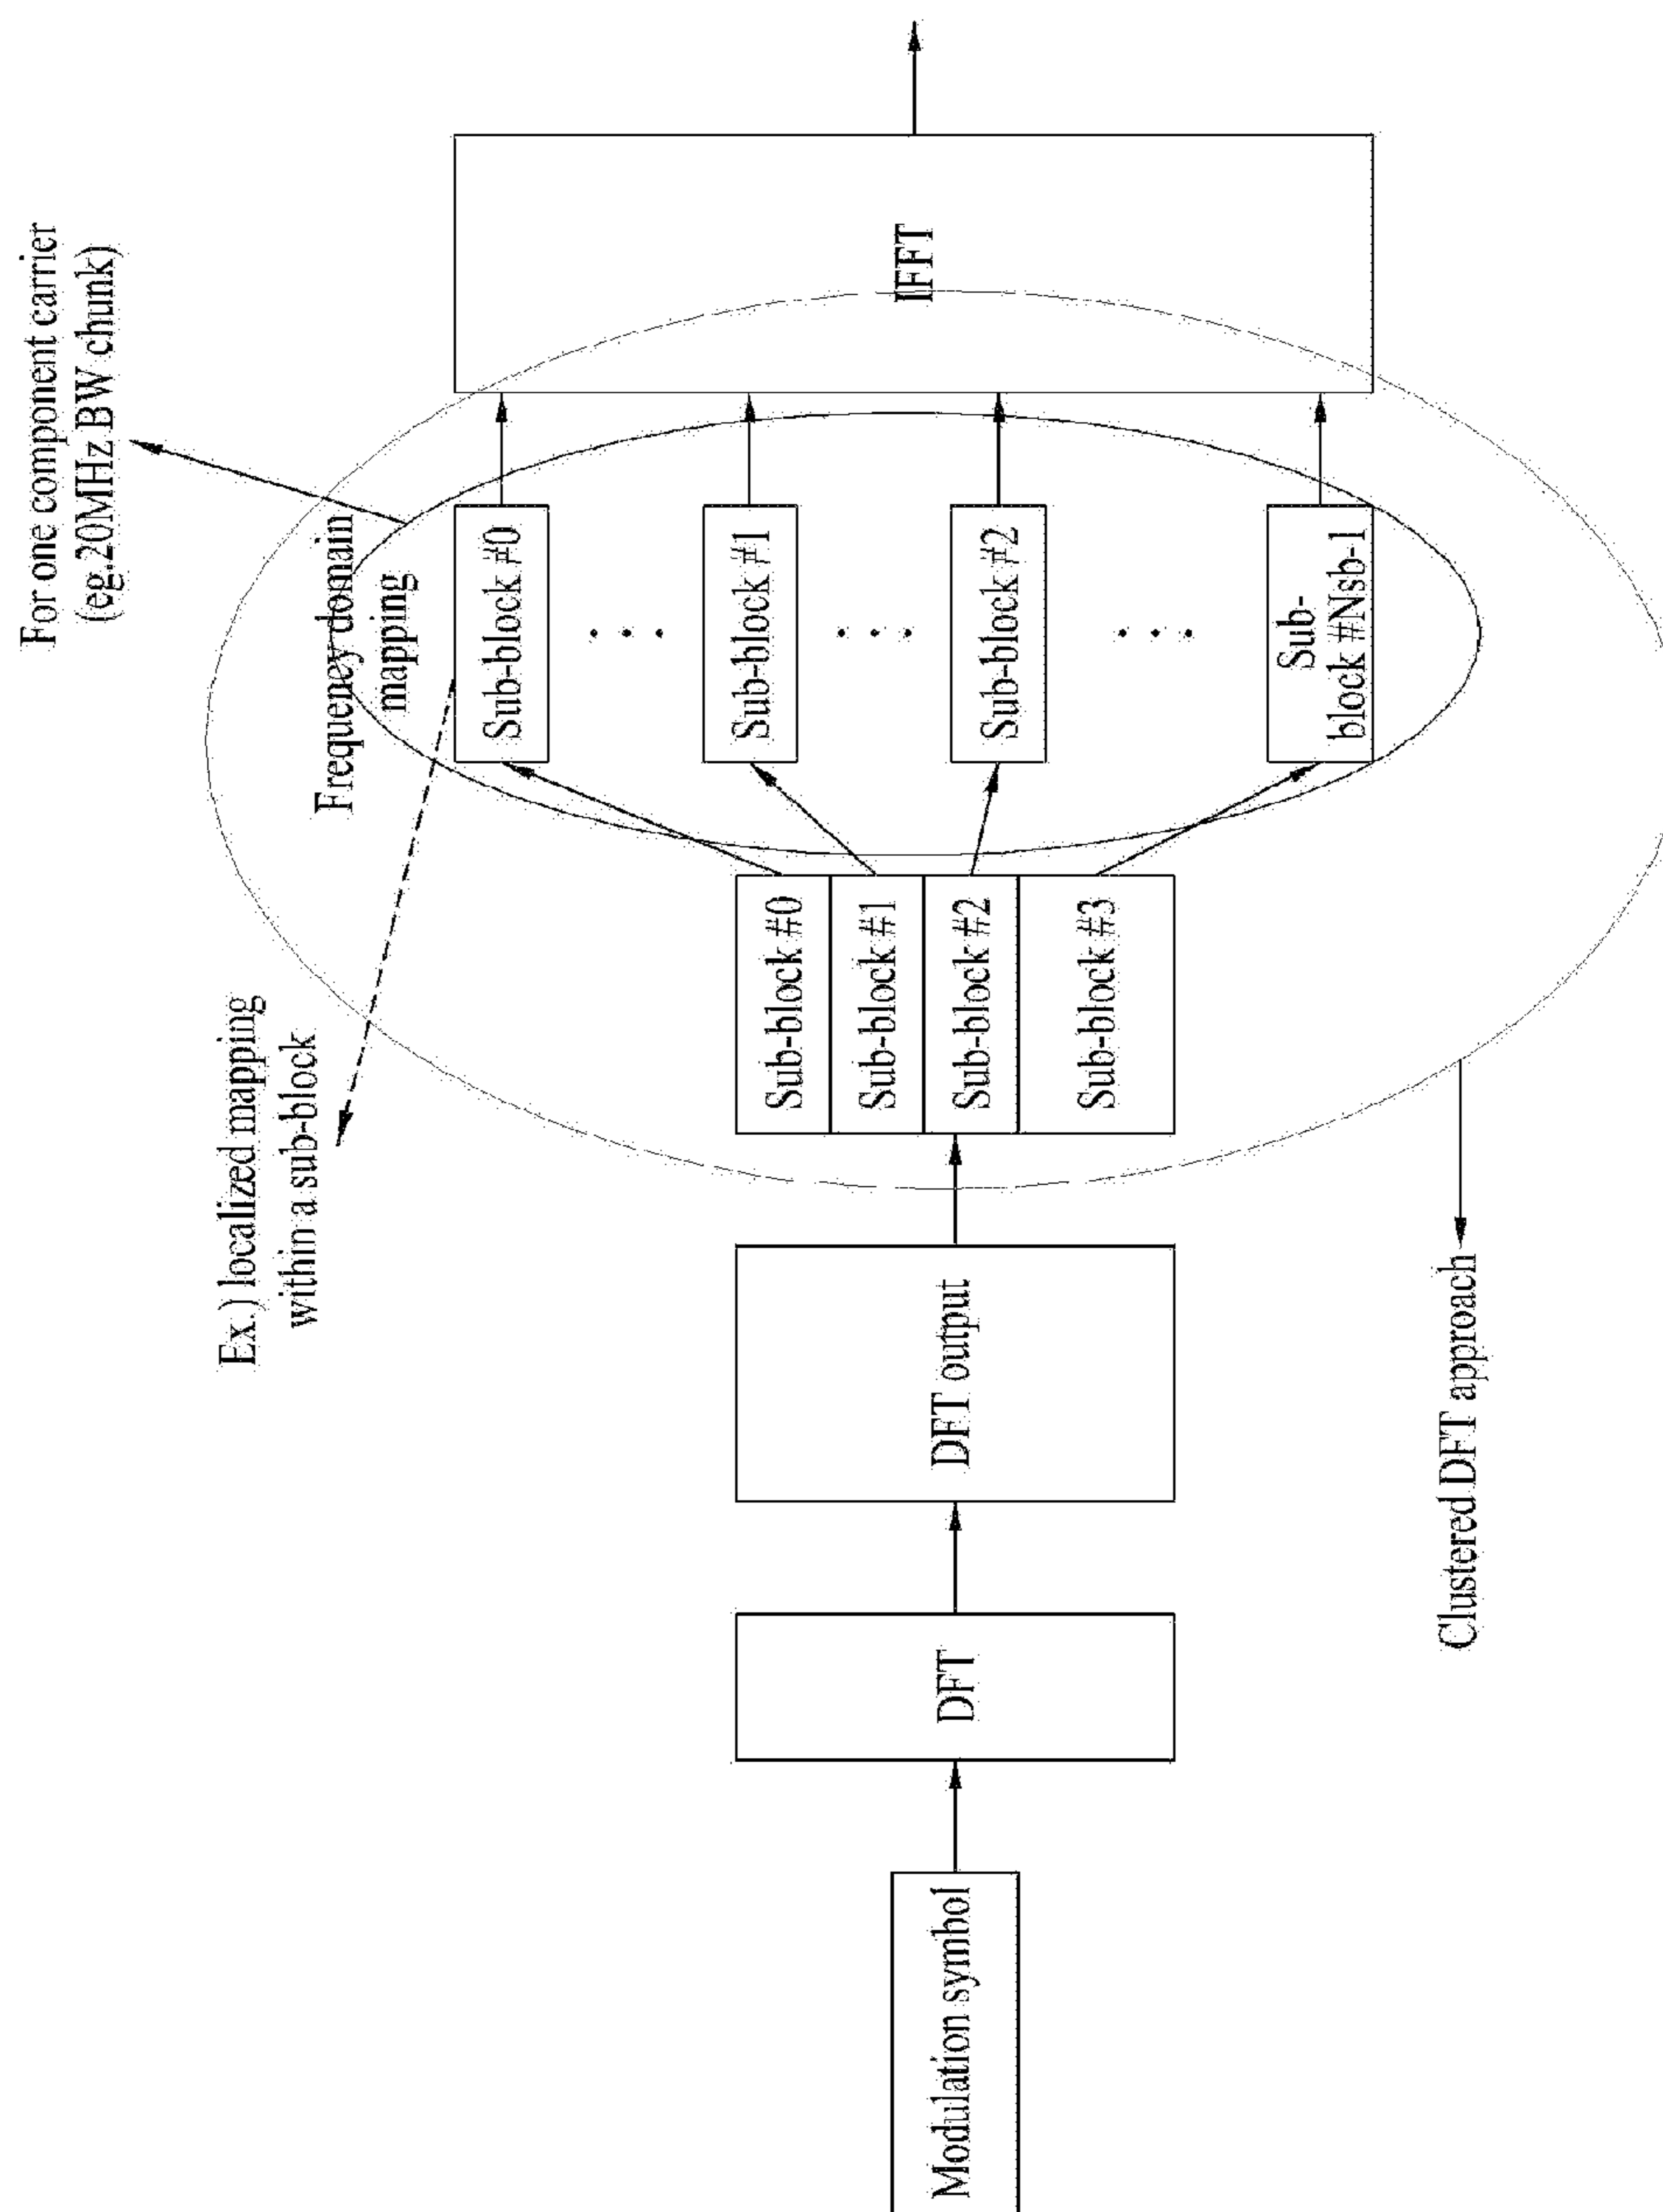 For one component carrier
(eg.20MHz BW chunk)
Ex.) localized mapping
within a sub-block
Frequency domain
mapping
Modulation symbol
DFT
DFT output
Sub-block #0
Sub-block #1
Sub-block #2
Sub-block #3
Sub-block #0
Sub-block #1
Sub-block #2
Sub-
block #Nsb-1
IFFT
Clustered DFT approach